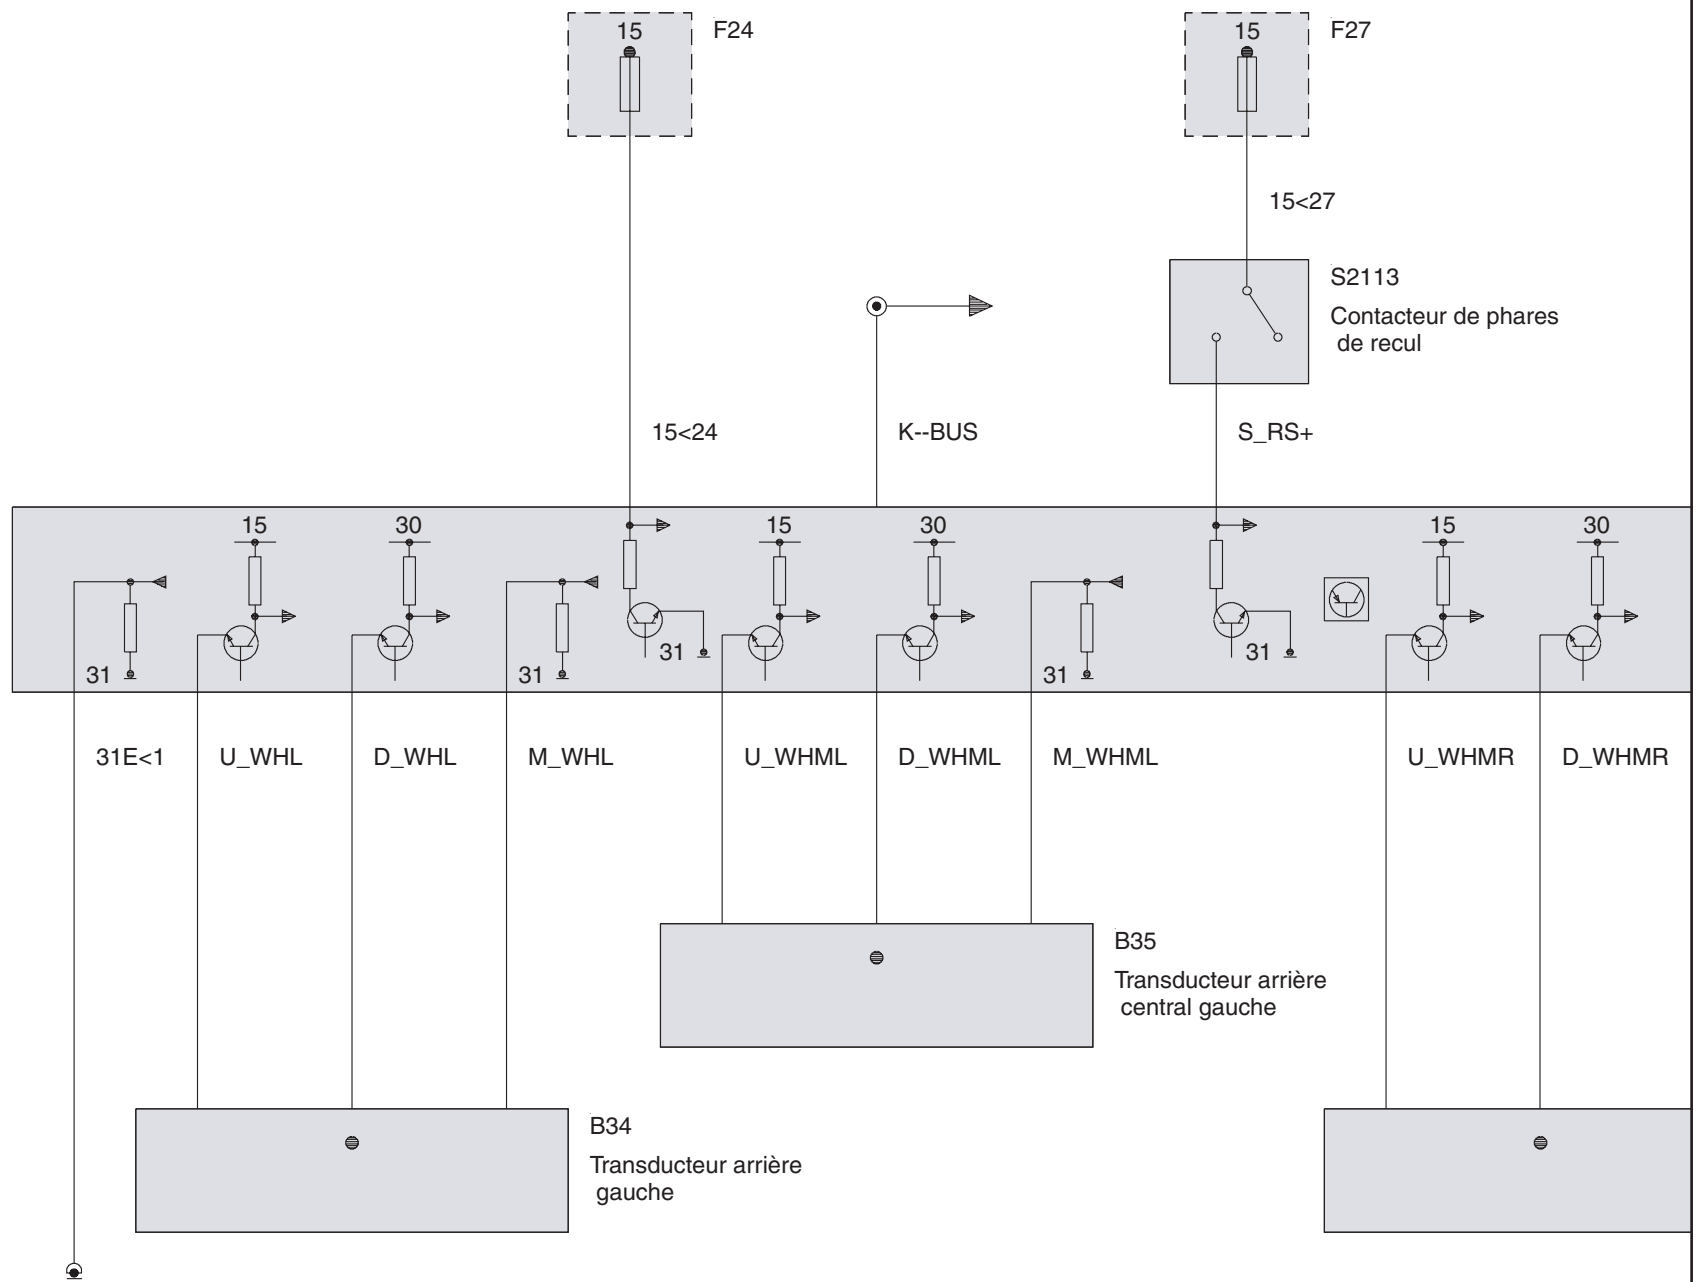 15
F24
15
F27
15<27
S2113
Contacteur de phares
de recul
15<24
K--BUS
S_RS+
15
30
15
30
15
30
31
31
31
31
31
31E<1
U_WHL
D_WHL
M_WHL
U_WHML
D_WHML
M_WHML
U_WHMR
D_WHMR
B35
Transducteur arrière
central gauche
B34
Transducteur arrière
gauche